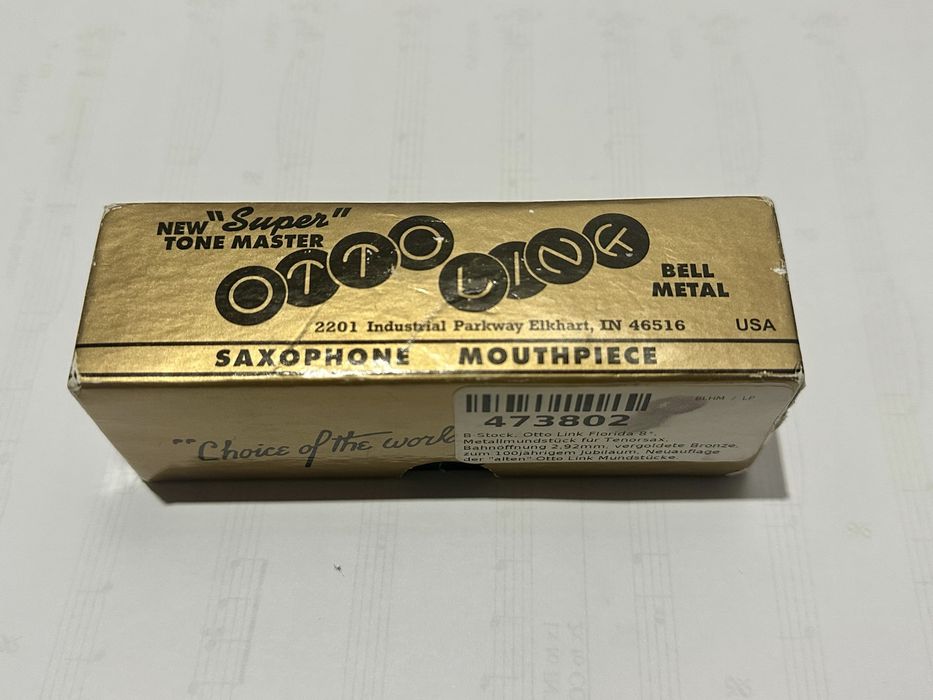 NEW "Super"
TONE MASTER
OTTO LINK
BELL
METAL
2201 Industrial Parkway Elkhart, IN 46516
USA
SAXOPHONE MOUTHPIECE
"Choice of the worl
BLHM / LP
473802
B-Stock, Otto Link Florida 8*,
Metallmundstück für Tenorsax,
Bahnöffnung 2.92mm, vergoldete Bronze,
zum 100jährigem Jubiläum, Neuauflage
der "alten" Otto Link Mundstücke.